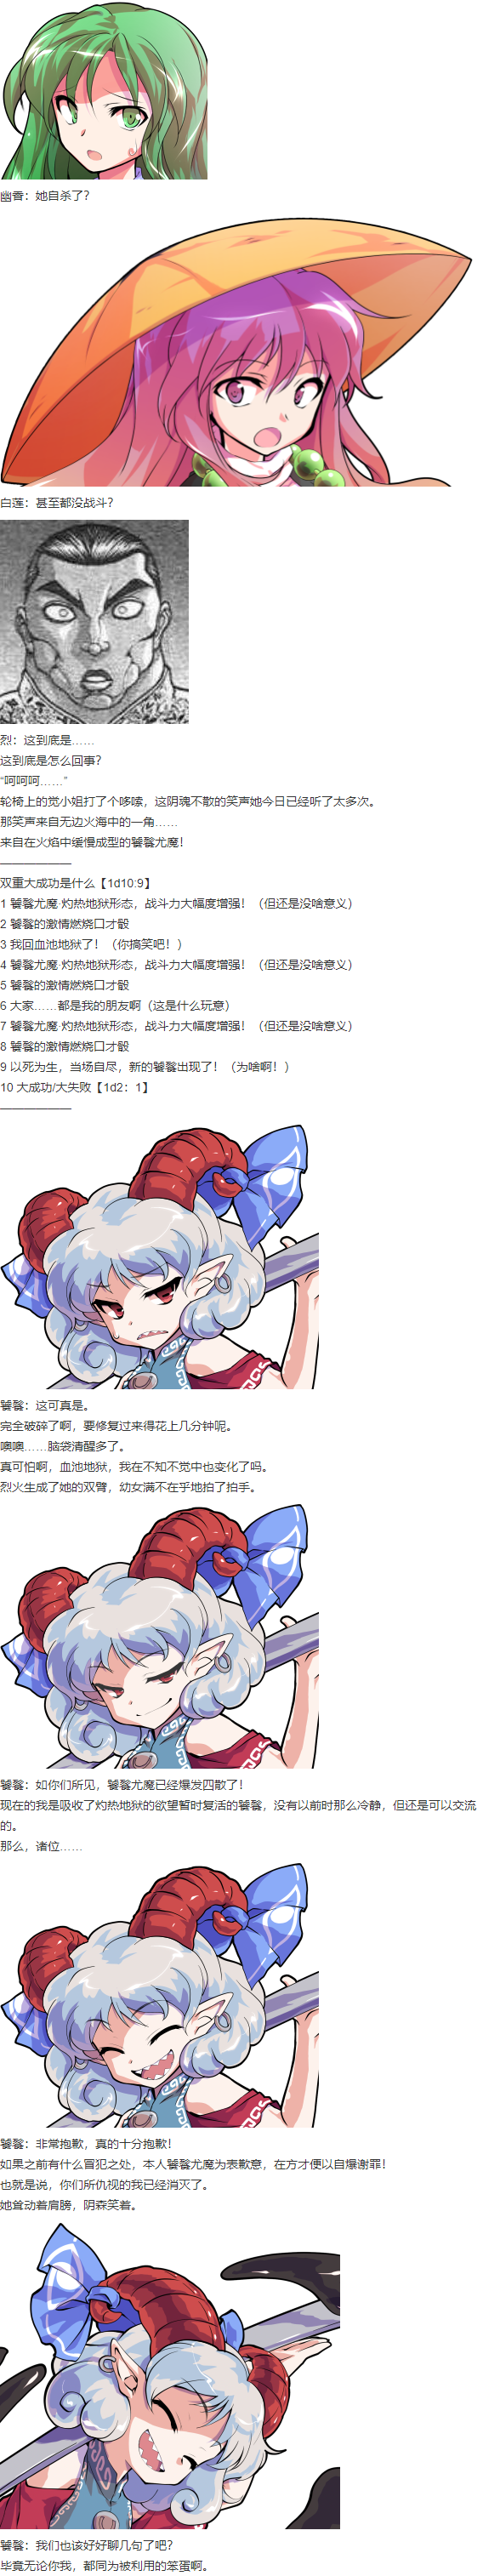 幽香：她自杀了？
白莲：甚至都没战斗？
烈：这到底是……
这到底是怎么回事？
“呵呵呵……”
轮椅上的觉小姐打了个哆嗦，这阴魂不散的笑声她今日已经听了太多次。
那笑声来自无边火海中的一角……
来自在火焰中缓慢成型的饕餮尤魔！
——————
双重大成功是什么【1d10:9】
1 饕餮尤魔·灼热地狱形态，战斗力大幅度增强！（但还是没啥意义）
2 饕餮的激情燃烧口才骰
3 我回血池地狱了！（你搞笑吧！）
4 饕餮尤魔·灼热地狱形态，战斗力大幅度增强！（但还是没啥意义）
5 饕餮的激情燃烧口才骰
6 大家……都是我的朋友啊（这是什么玩意）
7 饕餮尤魔·灼热地狱形态，战斗力大幅度增强！（但还是没啥意义）
8 饕餮的激情燃烧口才骰
9 以死为生，当场自尽，新的饕餮出现了！（为啥啊！）
10 大成功/大失败【1d2：1】
——————
饕餮：这可真是。
完全破碎了啊，要修复过来得花上几分钟呢。
噢噢……脑袋清醒多了。
真可怕啊，血池地狱，我在不知不觉中也变化了吗。
烈火生成了她的双臂，幼女满不在乎地拍了拍手。
饕餮：如你们所见，饕餮尤魔已经爆发四散了！
现在的我是吸收了灼热地狱的欲望暂时复活的饕餮，没有以前时那么冷静，但还是可以交流
的。
那么，诸位……
饕餮：非常抱歉，真的十分抱歉！
如果之前有什么冒犯之处，本人饕餮尤魔为表歉意，在方才便以自爆谢罪！
也就是说，你们所仇视的我已经消灭了。
她耸动着肩膀，阴森笑着。
饕餮：我们也该好好聊几句了吧？
毕竟无论你我，都同为被利用的笨蛋啊。